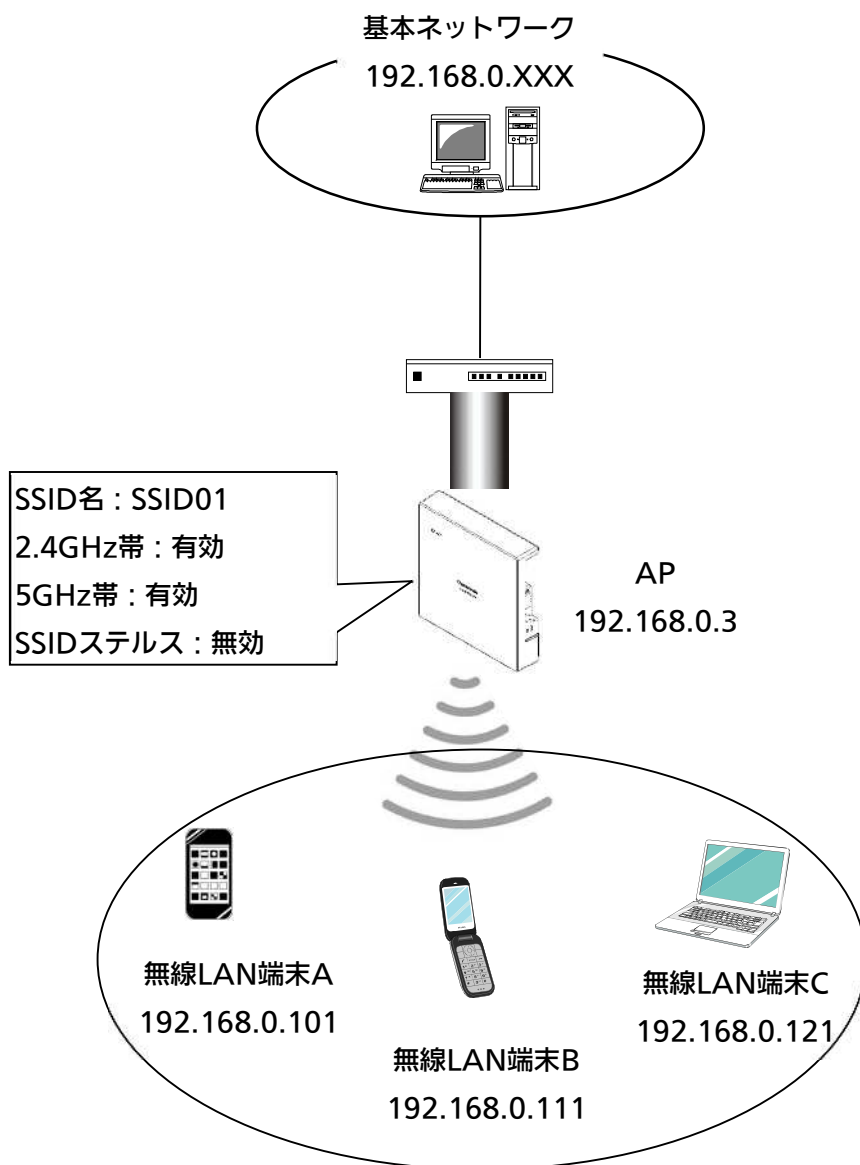 基本ネットワーク
192.168.0.XXX
SSID名：SSID01
2.4GHz帯：有効
5GHz帯：有効
SSIDステルス：無効
AP
192.168.0.3
無線LAN端末A
192.168.0.101
無線LAN端末B
192.168.0.111
無線LAN端末C
192.168.0.121